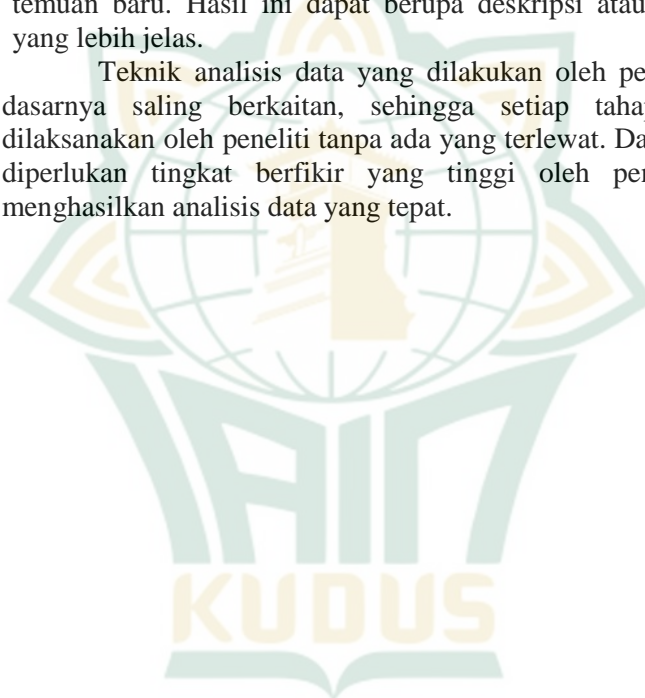 temuan baru. Hasil ini dapat berupa deskripsi atau
yang lebih jelas.
Teknik analisis data yang dilakukan oleh pe
dasarnya saling berkaitan, sehingga setiap taha
dilaksanakan oleh peneliti tanpa ada yang terlewat. Da
diperlukan tingkat berfikir yang tinggi oleh pe
menghasilkan analisis data yang tepat.
IAIN
KUDUS